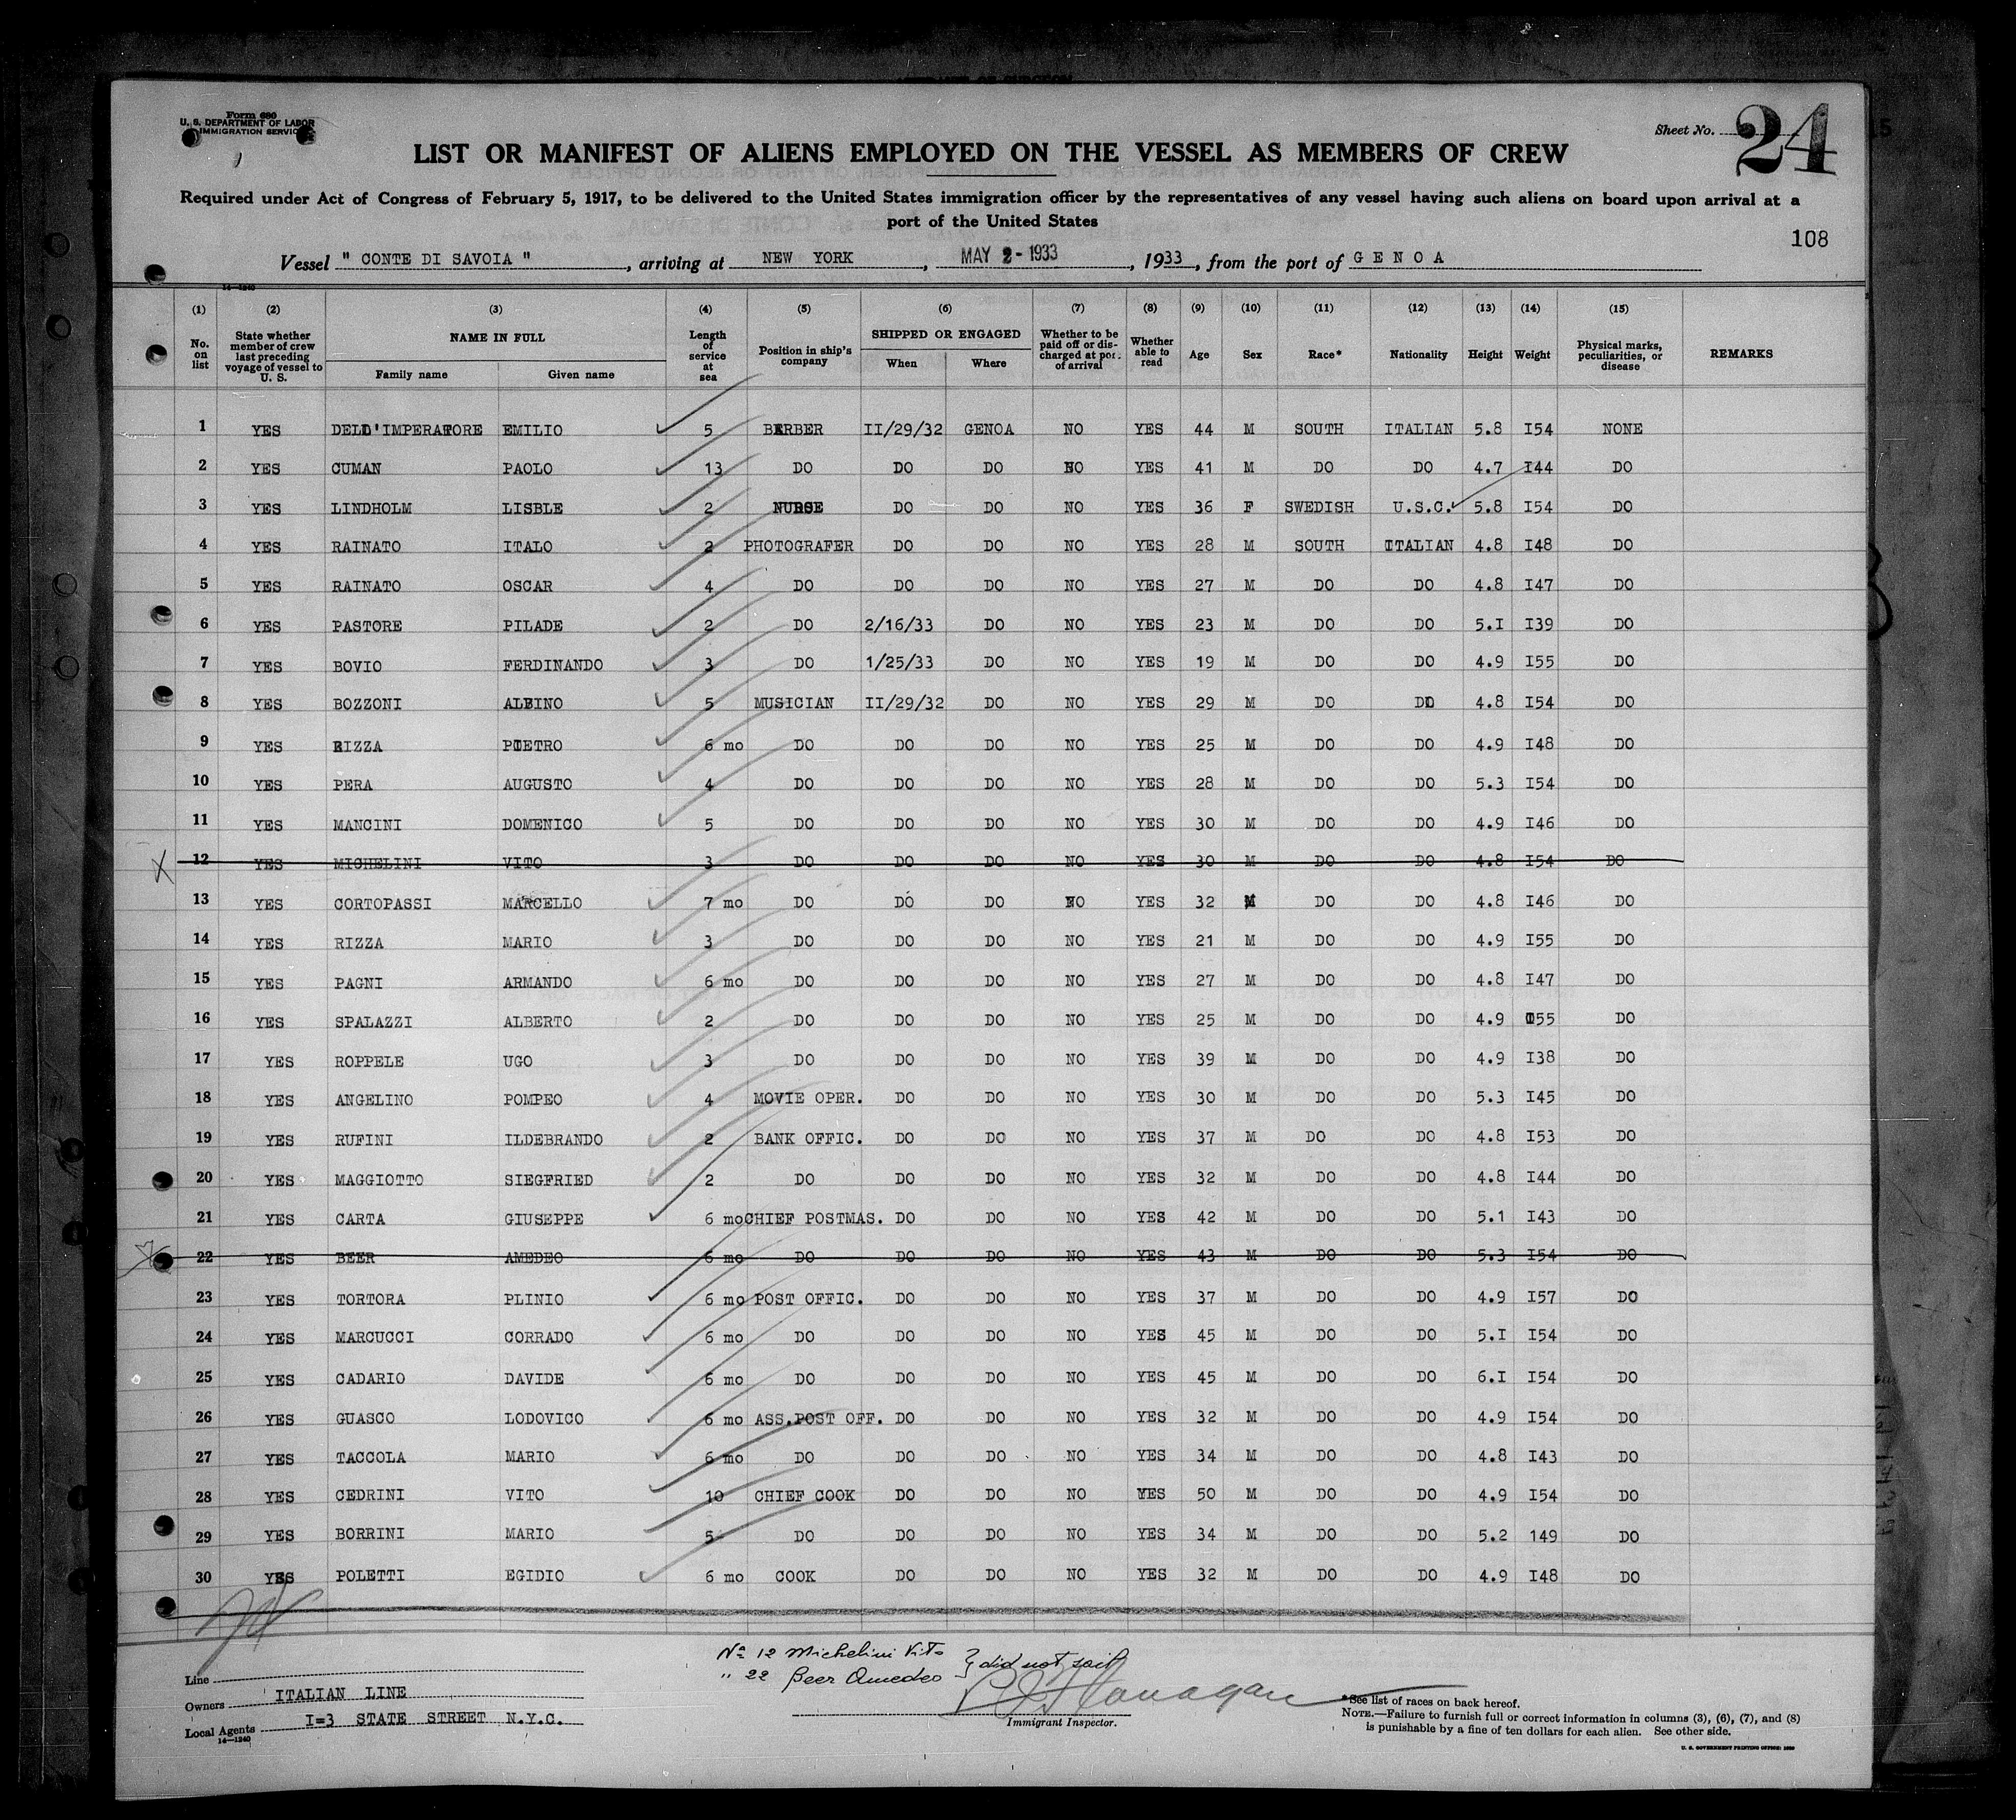 Form 680
U. S. DEPARTMENT OF LABOR
IMMIGRATION SERVICE
Sheet No. 24
LIST OR MANIFEST OF ALIENS EMPLOYED ON THE VESSEL AS MEMBERS OF CREW
Required under Act of Congress of February 5, 1917, to be delivered to the United States immigration officer by the representatives of any vessel having such aliens on board upon arrival at a
port of the United States
108
Vessel " CONTE DI SAVOIA " , arriving at NEW YORK , MAY 2 - 1933 , 1933 , from the port of G E N O A
14—1240
(1) (2) (3) (4) (5) (6) (7) (8) (9) (10) (11) (12) (13) (14) (15)
No. on list State whether member of crew last preceding voyage of vessel to U. S. NAME IN FULL Family name Given name Length of service at sea Position in ship's company SHIPPED OR ENGAGED When Where Whether to be paid off or discharged at port of arrival Whether able to read Age Sex Race* Nationality Height Weight Physical marks, peculiarities, or disease REMARKS
1 YES DELL'IMPERATORE EMILIO 5 BARBER II/29/32 GENOA NO YES 44 M SOUTH ITALIAN 5.8 I54 NONE
2 YES CUMAN PAOLO 13 DO DO DO NO YES 41 M DO DO 4.7 I44 DO
3 YES LINDHOLM LISBLE 2 NURSE DO DO NO YES 36 F SWEDISH U.S.C. 5.8 I54 DO
4 YES RAINATO ITALO 2 PHOTOGRAFER DO DO NO YES 28 M SOUTH ITALIAN 4.8 I48 DO
5 YES RAINATO OSCAR 4 DO DO DO NO YES 27 M DO DO 4.8 I47 DO
6 YES PASTORE PILADE 2 DO 2/16/33 DO NO YES 23 M DO DO 5.I I39 DO
7 YES BOVIO FERDINANDO 3 DO 1/25/33 DO NO YES 19 M DO DO 4.9 I55 DO
8 YES BOZZONI ALBINO 5 MUSICIAN II/29/32 DO NO YES 29 M DO DO 4.8 I54 DO
9 YES RIZZA PIETRO 6 mo DO DO DO NO YES 25 M DO DO 4.9 I48 DO
10 YES PERA AUGUSTO 4 DO DO DO NO YES 28 M DO DO 5.3 I54 DO
11 YES MANCINI DOMENICO 5 DO DO DO NO YES 30 M DO DO 4.9 I46 DO
X 12 YES MICHELINI VITO 3 DO DO DO NO YES 30 M DO DO 4.8 I54 DO
13 YES CORTOPASSI MARCELLO 7 mo DO DO DO NO YES 32 M DO DO 4.8 I46 DO
14 YES RIZZA MARIO 3 DO DO DO NO YES 21 M DO DO 4.9 I55 DO
15 YES PAGNI ARMANDO 6 mo DO DO DO NO YES 27 M DO DO 4.8 I47 DO
16 YES SPALAZZI ALBERTO 2 DO DO DO NO YES 25 M DO DO 4.9 I55 DO
17 YES ROPPELE UGO 3 DO DO DO NO YES 39 M DO DO 4.9 I38 DO
18 YES ANGELINO POMPEO 4 MOVIE OPER. DO DO NO YES 30 M DO DO 5.3 I45 DO
19 YES RUFINI ILDEBRANDO 2 BANK OFFIC. DO DO NO YES 37 M DO DO 4.8 I53 DO
20 YES MAGGIOTTO SIEGFRIED 2 DO DO DO NO YES 32 M DO DO 4.8 I44 DO
21 YES CARTA GIUSEPPE 6 mo CHIEF POSTMAS. DO DO NO YES 42 M DO DO 5.1 I43 DO
X 22 YES BEER AMEDEO 6 mo DO DO DO NO YES 43 M DO DO 5.3 I54 DO
23 YES TORTORA PLINIO 6 mo POST OFFIC. DO DO NO YES 37 M DO DO 4.9 I57 DO
24 YES MARCUCCI CORRADO 6 mo DO DO DO NO YES 45 M DO DO 5.I I54 DO
25 YES CADARIO DAVIDE 6 mo DO DO DO NO YES 45 M DO DO 6.I I54 DO
26 YES GUASCO LODOVICO 6 mo ASS.POST OFF. DO DO NO YES 32 M DO DO 4.9 I54 DO
27 YES TACCOLA MARIO 6 mo DO DO DO NO YES 34 M DO DO 4.8 I43 DO
28 YES CEDRINI VITO 10 CHIEF COOK DO DO NO YES 50 M DO DO 4.9 I54 DO
29 YES BORRINI MARIO 5 DO DO DO NO YES 34 M DO DO 5.2 149 DO
30 YES POLETTI EGIDIO 6 mo COOK DO DO NO YES 32 M DO DO 4.9 I48 DO
Nº 12 Michelini Vito } did not sail
" 22 Beer Amedeo
Line
Owners ITALIAN LINE
Local Agents I=3 STATE STREET N.Y.C.
14—1240
Flanagan
Immigrant Inspector.
*See list of races on back hereof.
NOTE.—Failure to furnish full or correct information in columns (3), (6), (7), and (8)
is punishable by a fine of ten dollars for each alien. See other side.
U. S. GOVERNMENT PRINTING OFFICE: 1930